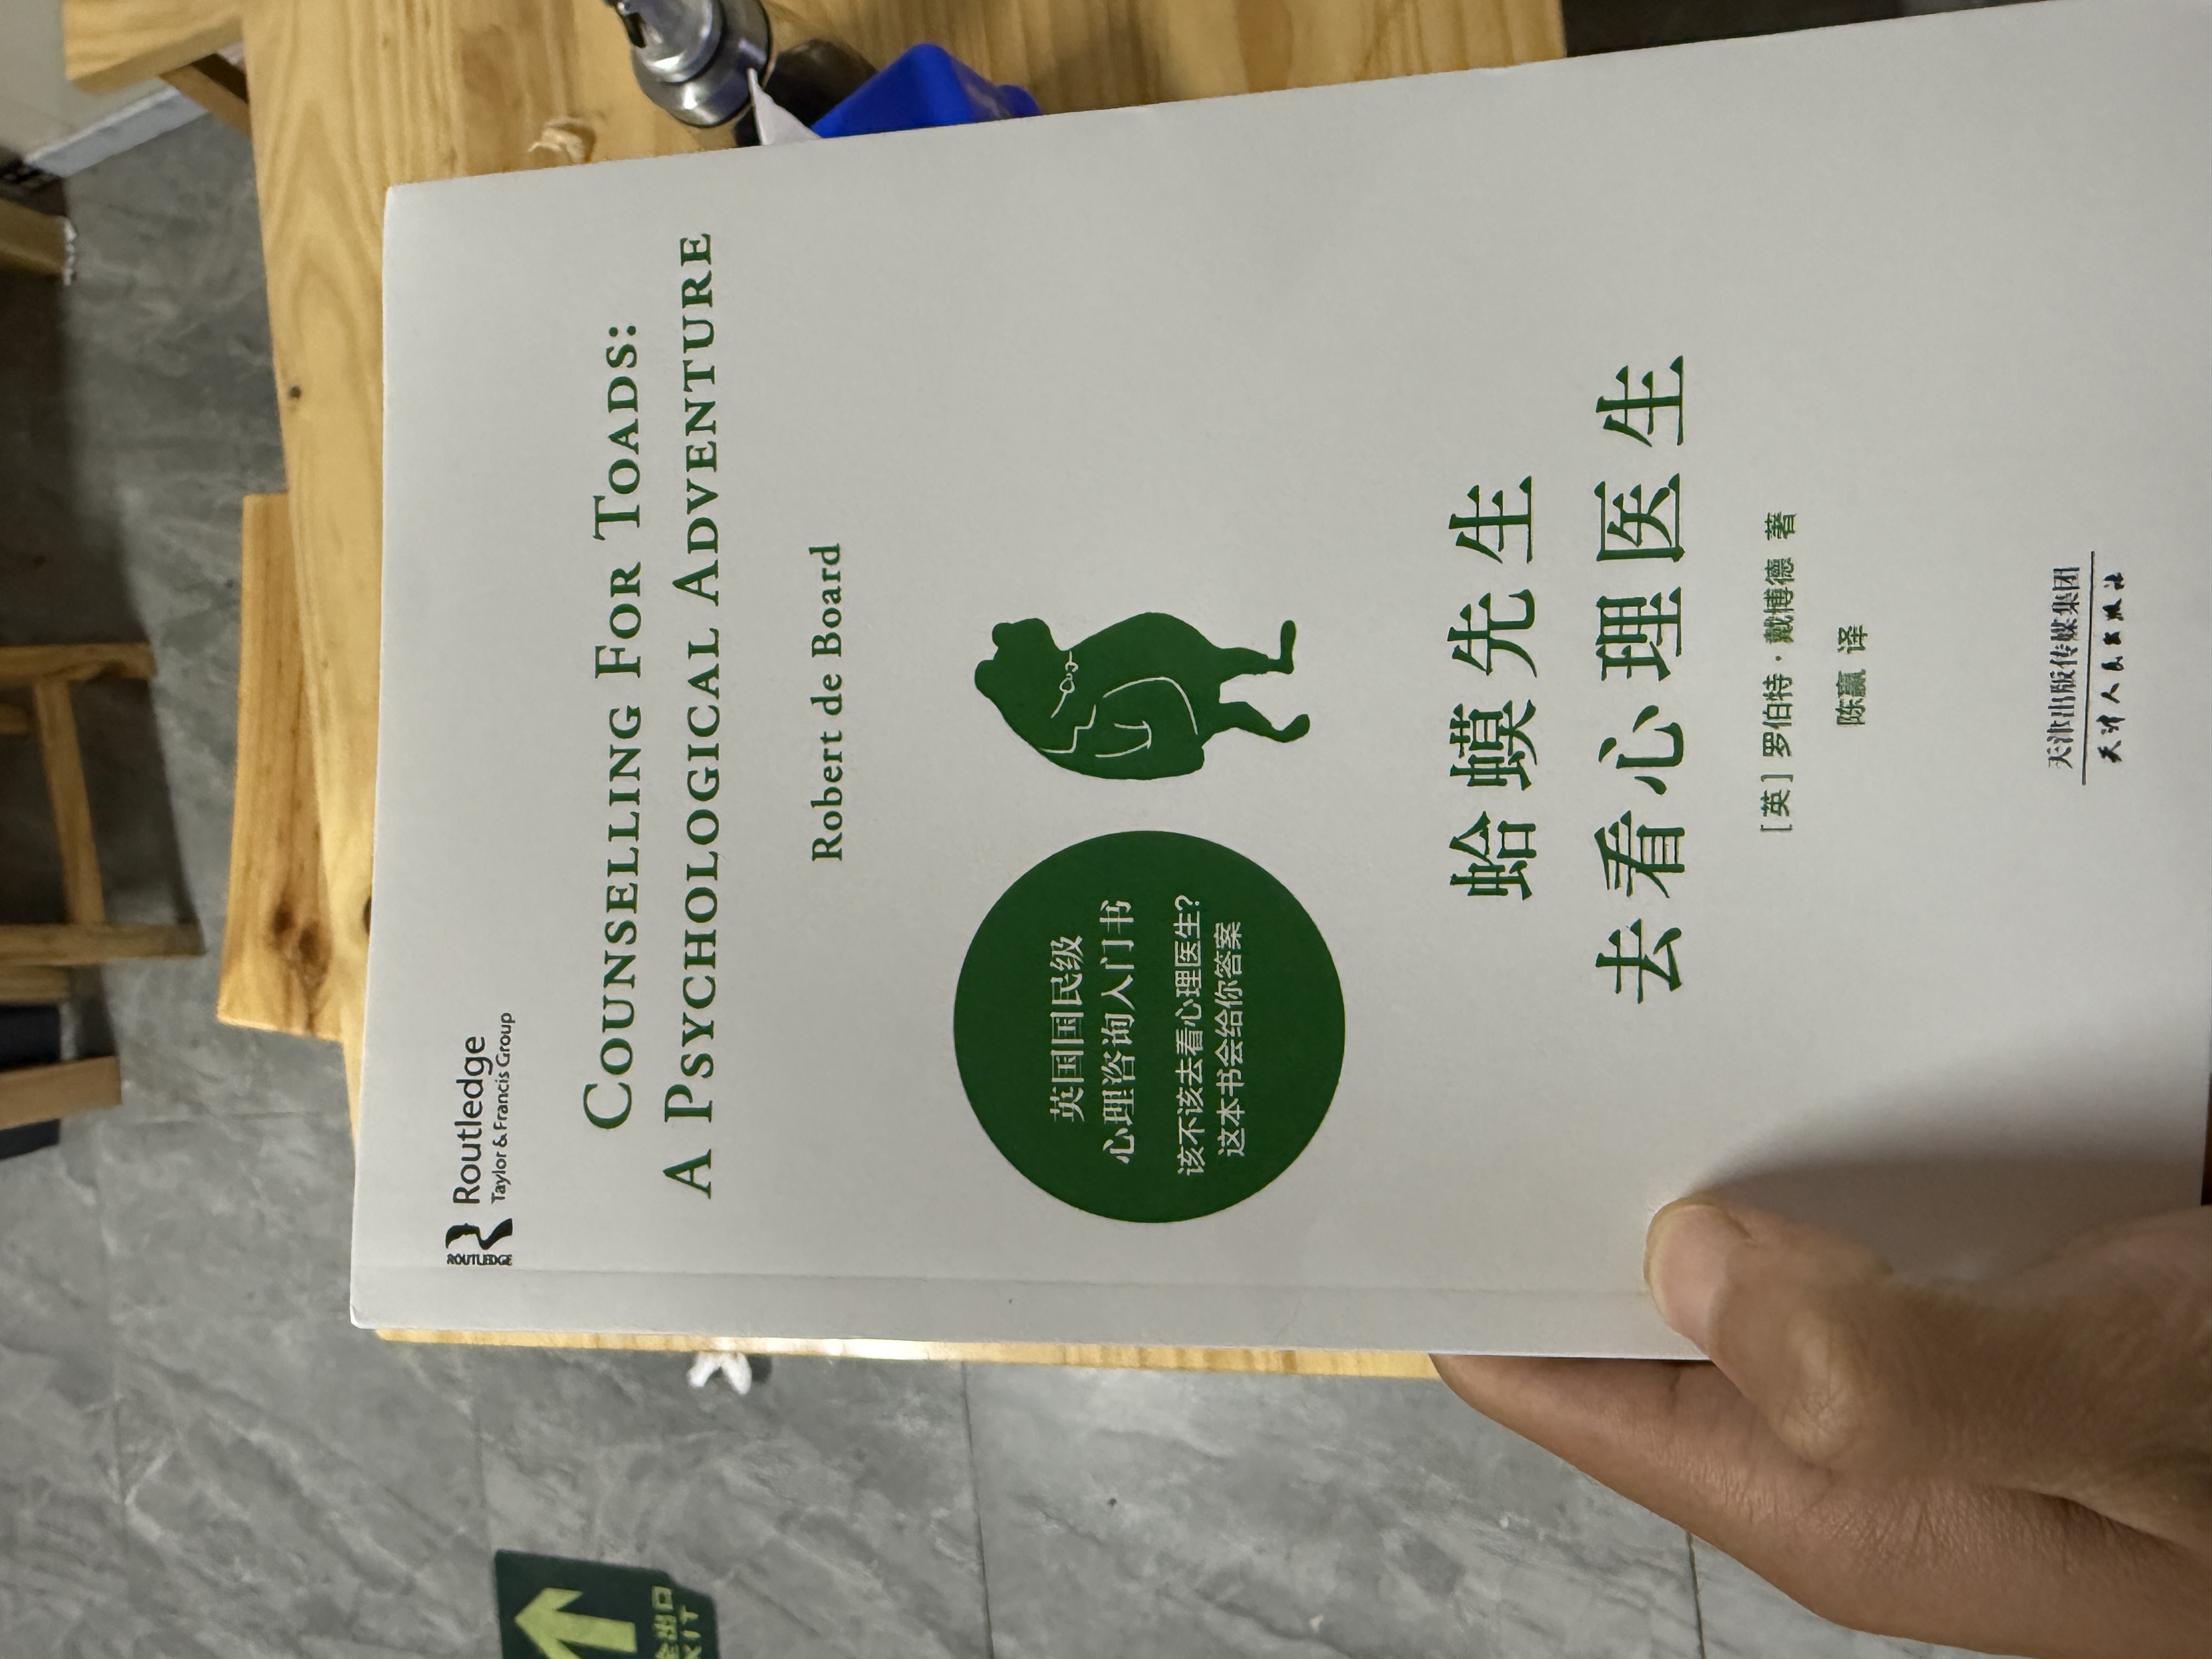 ROUTLEDGE
Routledge
Taylor & Francis Group
COUNSELLING FOR TOADS:
A PSYCHOLOGICAL ADVENTURE
Robert de Board
英国国民级
心理咨询入门书
该不该去看心理医生?
这本书会给你答案
蛤蟆先生
去看心理医生
[英] 罗伯特·戴博德 著
陈赢 译
天津出版传媒集团
天津人民出版社
出口